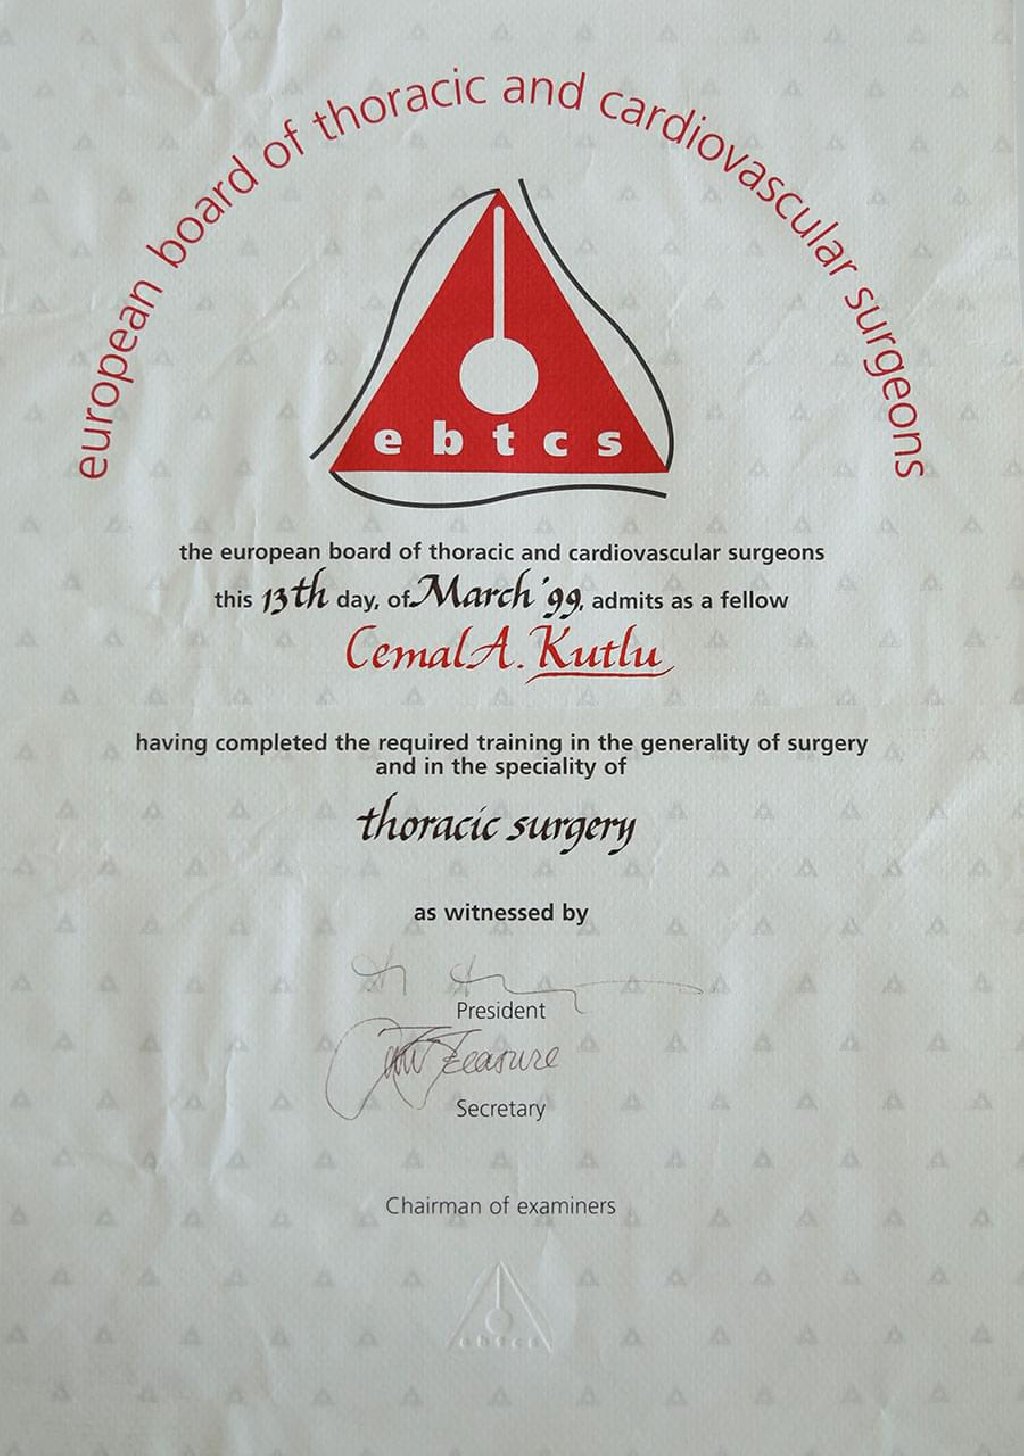 european board of thoracic and cardiovascular surgeons
ebtcs
the european board of thoracic and cardiovascular surgeons
this 13th day, of March '99, admits as a fellow
Cemal A. Kutlu
having completed the required training in the generality of surgery
and in the speciality of
thoracic surgery
as witnessed by
President
Treasure
Secretary
Chairman of examiners
ebtcs